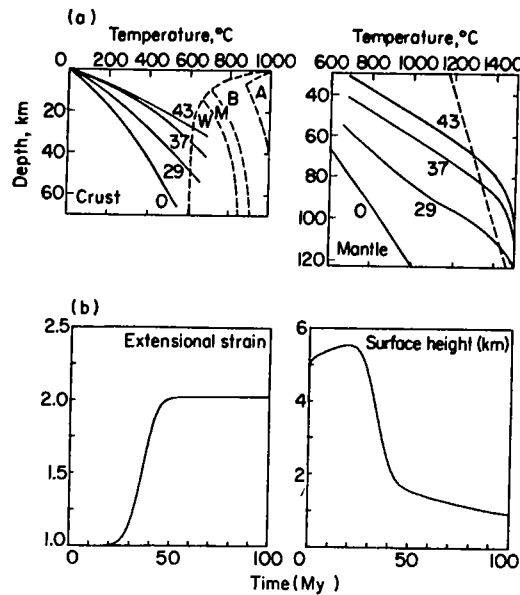 (a)
Temperature, °C
0 200 400 600 800 1000
20
40
60
Depth, km
43
W
M
B
A
37
29
0
Crust
Temperature, °C
600 800 1000 1200 1400
40
60
80
100
120
43
37
29
0
Mantle
(b)
2.5
2.0
1.5
1.0
Extensional strain
0 50 100
6
4
2
Surface height (km)
0 50 100
Time (My)